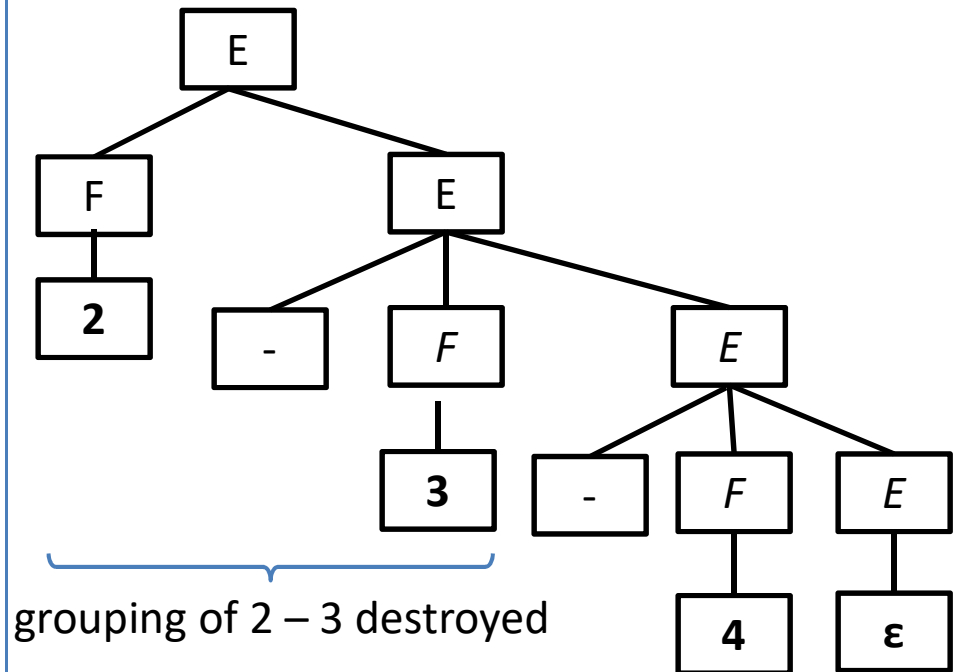 E
F E
2 - F E
3 - F E
grouping of 2 – 3 destroyed 4 ε